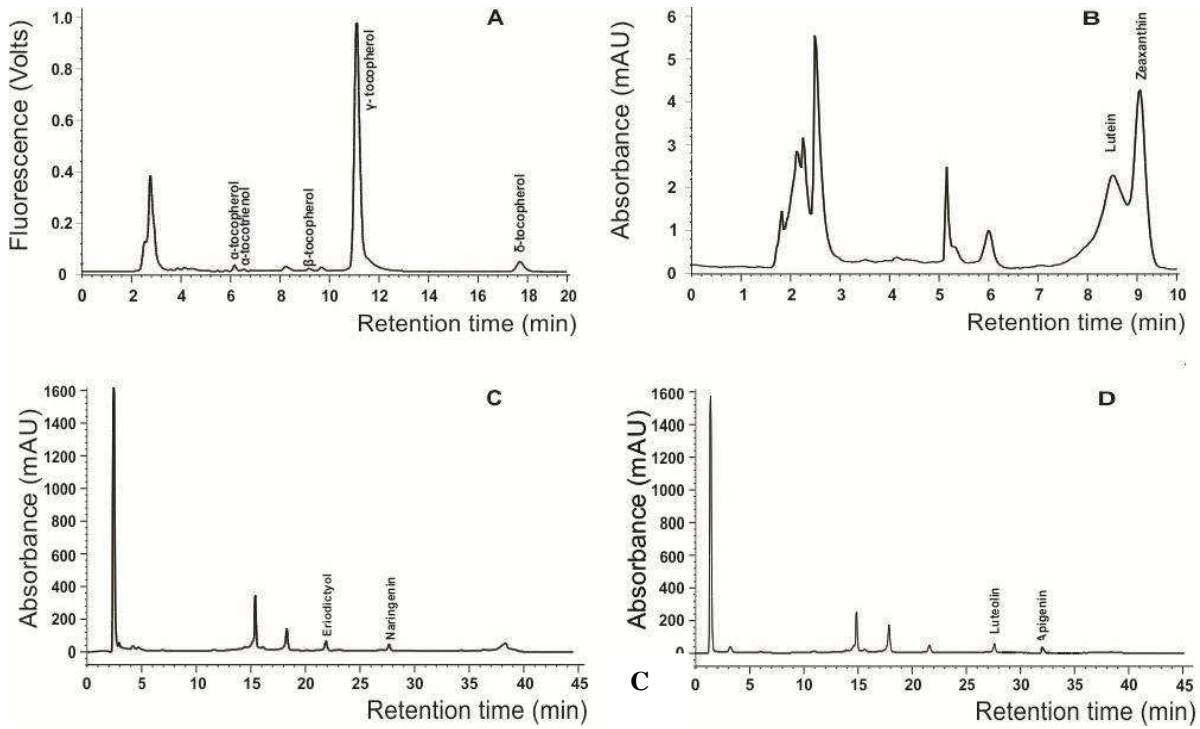 A
Fluorescence (Volts)
1.0
0.8
0.6
0.4
0.2
0
α-tocopherol
α-tocotrienol
β-tocopherol
γ- tocopherol
δ-tocopherol
0 2 4 6 8 10 12 14 16 18 20
Retention time (min)
B
Absorbance (mAU)
6
5
4
3
2
1
0
Lutein
Zeaxanthin
0 1 2 3 4 5 6 7 8 9 10
Retention time (min)
C
Absorbance (mAU)
1600
1400
1200
1000
800
600
400
200
0
Eriodictyol
Naringenin
0 5 10 15 20 25 30 35 40 45
Retention time (min)
C
D
Absorbance (mAU)
1600
1400
1200
1000
800
600
400
200
0
Luteolin
Apigenin
0 5 10 15 20 25 30 35 40 45
Retention time (min)